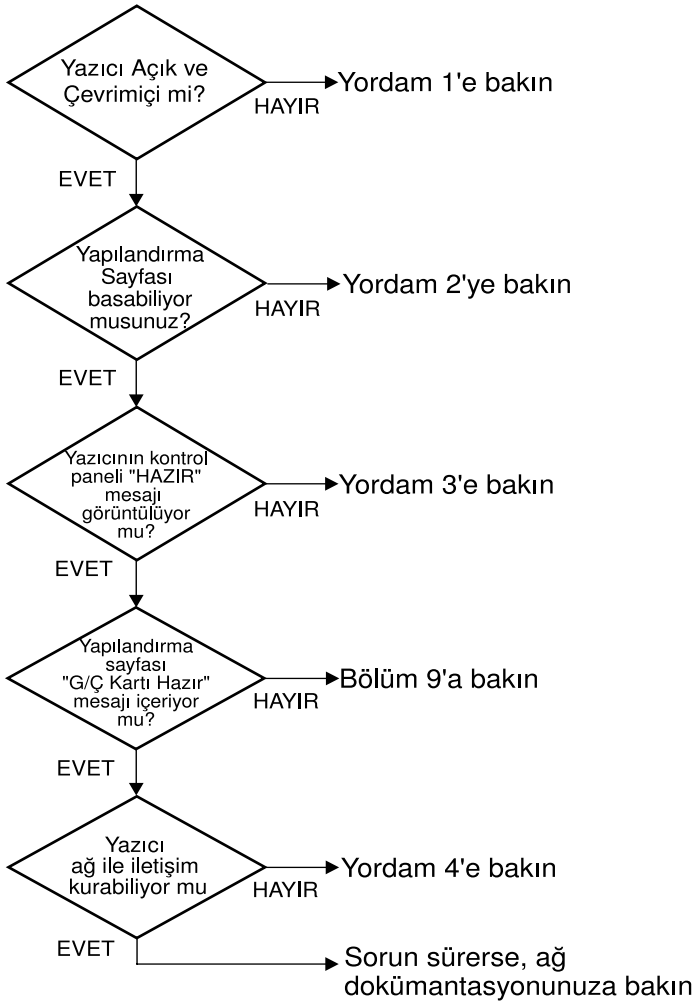 Yazıcı Açık ve
Çevrimiçi mi?
HAYIR
Yordam 1'e bakın
EVET
Yapılandırma
Sayfası
basabiliyor
musunuz?
HAYIR
Yordam 2'ye bakın
EVET
Yazıcının kontrol
paneli "HAZIR"
mesajı
görüntülüyor
mu?
HAYIR
Yordam 3'e bakın
EVET
Yapılandırma
sayfası
"G/Ç Kartı Hazır"
mesajı içeriyor
mu?
HAYIR
Bölüm 9'a bakın
EVET
Yazıcı
ağ ile iletişim
kurabiliyor mu
HAYIR
Yordam 4'e bakın
EVET
Sorun sürerse, ağ
dokümantasyonunuza bakın